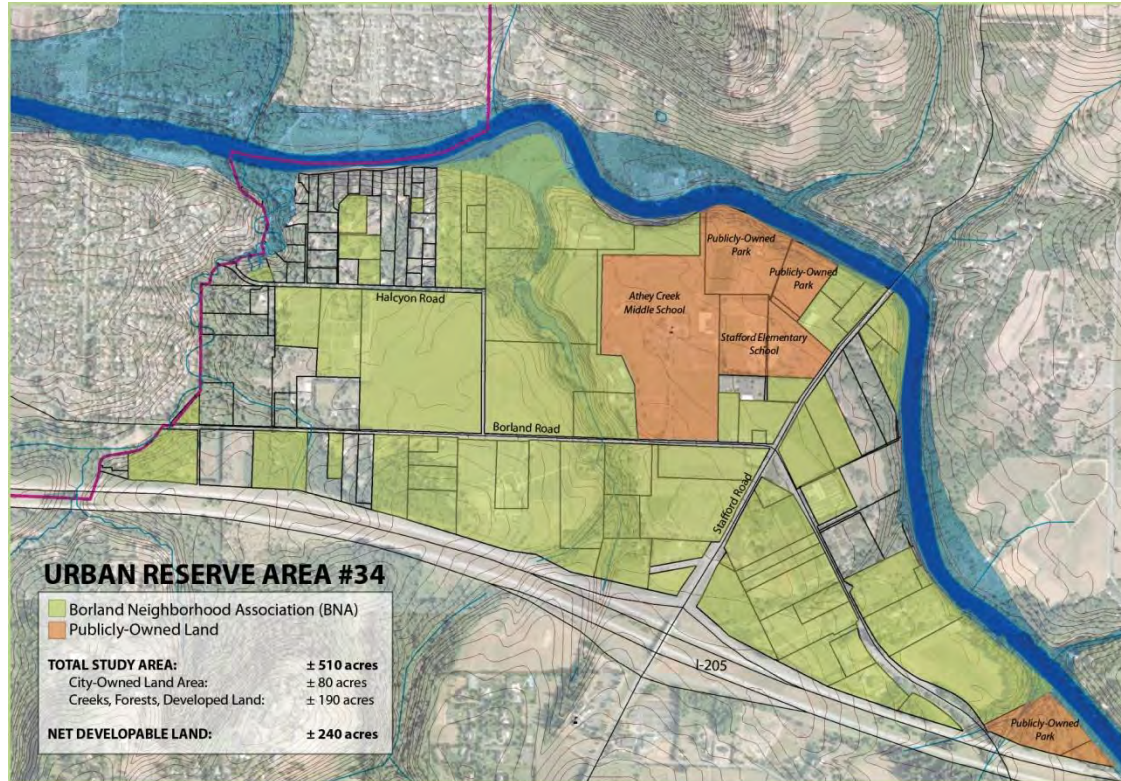 Publicly-Owned
Park
Publicly-Owned
Park
Athey Creek
Middle School
Halcyon Road
Stafford Elementary
School
Borland Road
Stafford Road
URBAN RESERVE AREA #34
Borland Neighborhood Association (BNA)
Publicly-Owned Land
TOTAL STUDY AREA: ± 510 acres
City-Owned Land Area: ± 80 acres
Creeks, Forests, Developed Land: ± 190 acres
NET DEVELOPABLE LAND: ± 240 acres
I-205
Publicly-Owned
Park